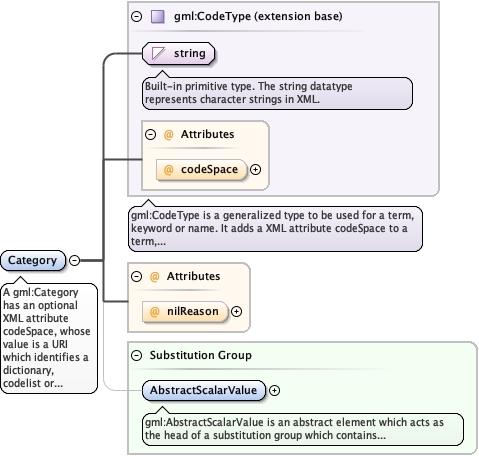 gml:CodeType (extension base)
string
Built-in primitive type. The string datatype
represents character strings in XML.
@ Attributes
@ codeSpace
gml:CodeType is a generalized type to be used for a term,
keyword or name. It adds a XML attribute codeSpace to a
term,...
Category
A gml:Category
has an optional
XML attribute
codeSpace, whose
value is a URI
which identifies a
dictionary,
codelist or...
@ Attributes
@ nilReason
Substitution Group
AbstractScalarValue
gml:AbstractScalarValue is an abstract element which acts as
the head of a substitution group which contains...